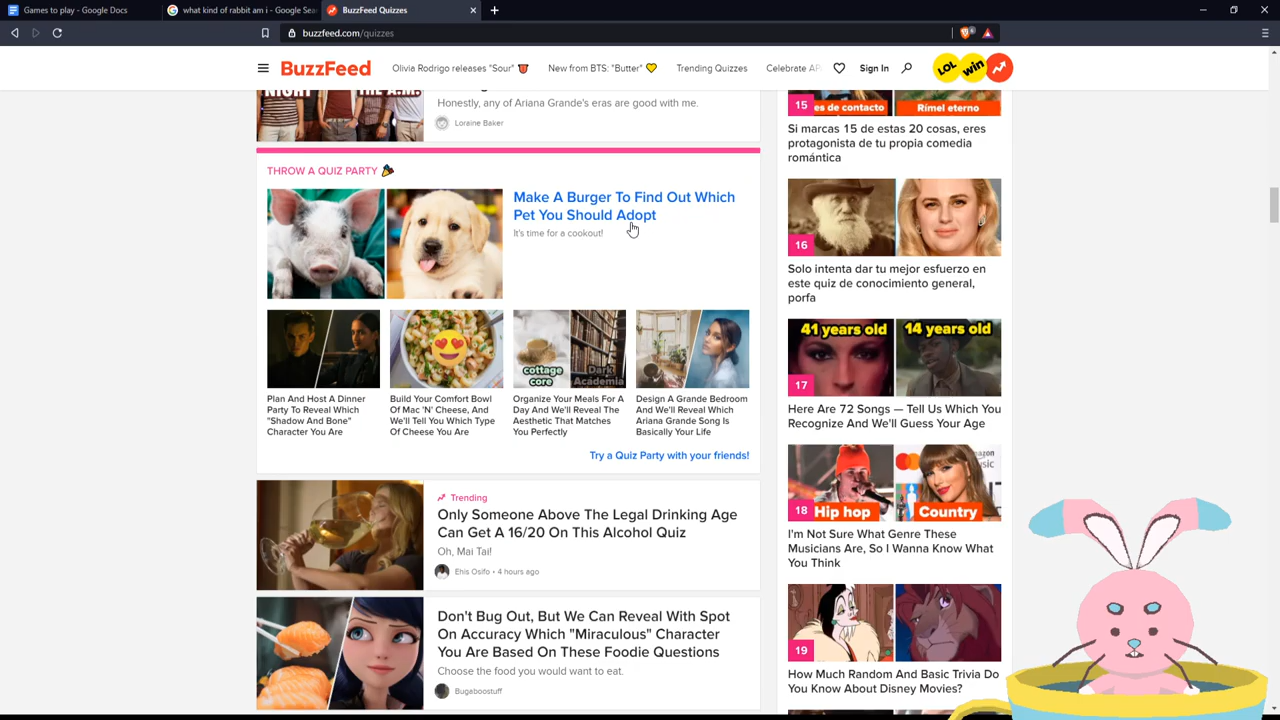 Games to play - Google Docs
what kind of rabbit am i - Google Sea
BuzzFeed Quizzes
buzzfeed.com/quizzes
BuzzFeed
Olivia Rodrigo releases "Sour"
New from BTS: "Butter"
Trending Quizzes
Celebrate AP
Sign In
LOL
win
NIGHT
Honestly, any of Ariana Grande's eras are good with me.
Loraine Baker
THROW A QUIZ PARTY
Make A Burger To Find Out Which
Pet You Should Adopt
It's time for a cookout!
cottage
core
Dark
Academia
Plan And Host A Dinner
Party To Reveal Which
"Shadow And Bone"
Character You Are
Build Your Comfort Bowl
Of Mac 'N' Cheese, And
We'll Tell You Which Type
Of Cheese You Are
Organize Your Meals For A
Day And We'll Reveal The
Aesthetic That Matches
You Perfectly
Design A Grande Bedroom
And We'll Reveal Which
Ariana Grande Song Is
Basically Your Life
Try a Quiz Party with your friends!
Trending
Only Someone Above The Legal Drinking Age
Can Get A 16/20 On This Alcohol Quiz
Oh, Mai Tai!
Ehis Osifo • 4 hours ago
Don't Bug Out, But We Can Reveal With Spot
On Accuracy Which "Miraculous" Character
You Are Based On These Foodie Questions
Choose the food you would want to eat.
Bugaboostuff
15
es de contacto
Rímel eterno
Si marcas 15 de estas 20 cosas, eres
protagonista de tu propia comedia
romántica
16
Solo intenta dar tu mejor esfuerzo en
este quiz de conocimiento general,
porfa
41 years old
14 years old
17
Here Are 72 Songs — Tell Us Which You
Recognize And We'll Guess Your Age
amazon
music
18
Hip hop
Country
I'm Not Sure What Genre These
Musicians Are, So I Wanna Know What
You Think
19
How Much Random And Basic Trivia Do
You Know About Disney Movies?